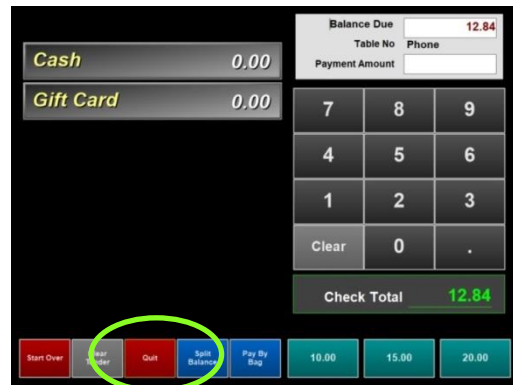 Balance Due 12.84
Table No Phone
Payment Amount
Cash 0.00
Gift Card 0.00
7 8 9
4 5 6
1 2 3
Clear 0 .
Check Total 12.84
Start Over
Quit
Split
Balance
Pay By
Bag
10.00 15.00 20.00